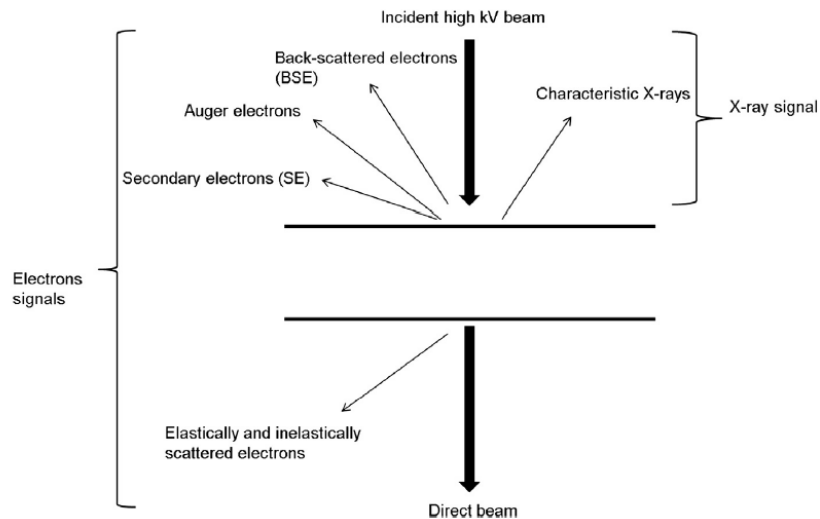 Incident high kV beam
Back-scattered electrons
(BSE)
Characteristic X-rays
X-ray signal
Auger electrons
Secondary electrons (SE)
Electrons
signals
Elastically and inelastically
scattered electrons
Direct beam